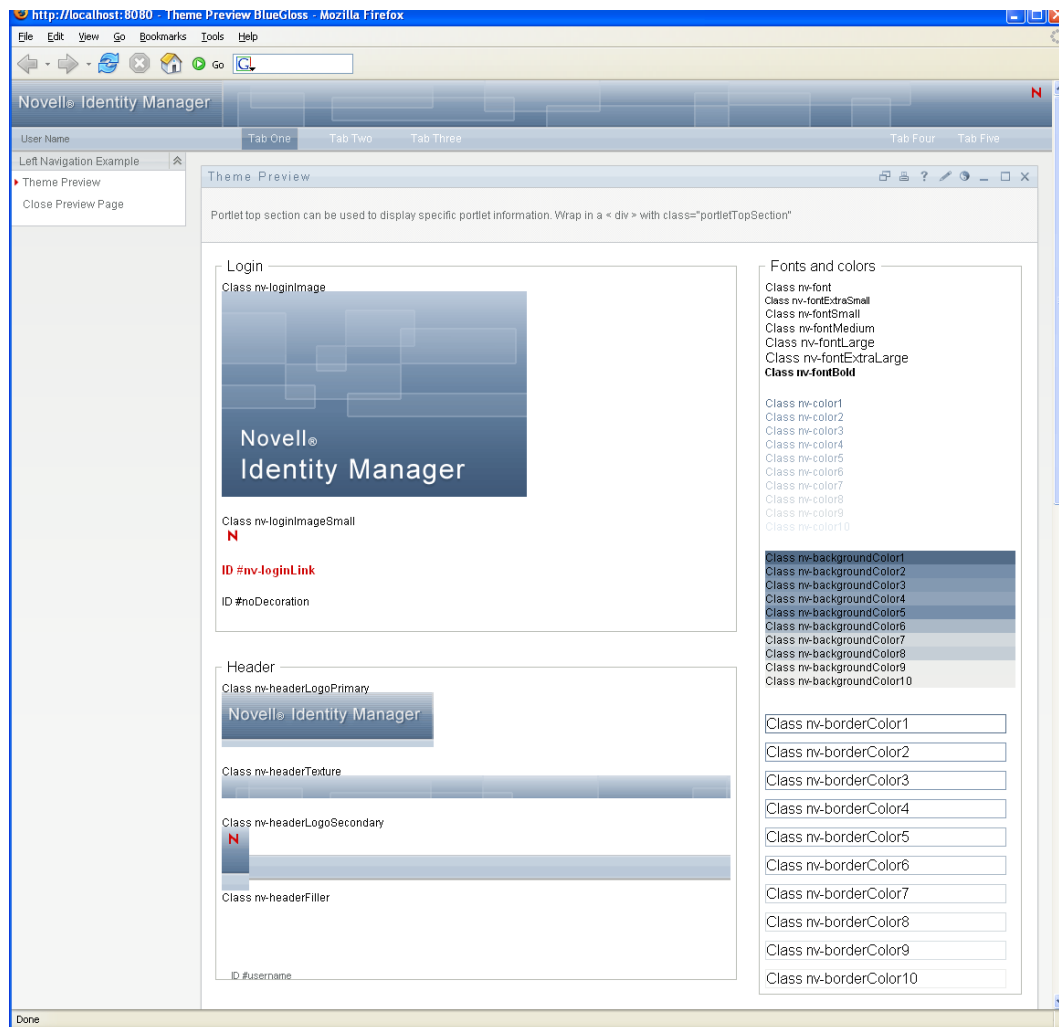 http://localhost:8080 - Theme Preview BlueGloss - Mozilla Firefox
File Edit View Go Bookmarks Tools Help
Go G
Novell® Identity Manager N
User Name Tab One Tab Two Tab Three Tab Four Tab Five
Left Navigation Example
Theme Preview
Close Preview Page
Theme Preview
Portlet top section can be used to display specific portlet information. Wrap in a < div > with class="portletTopSection"
Login
Class nv-loginImage
Novell®
Identity Manager
Class nv-loginImageSmall
N
ID #nv-loginLink
ID #noDecoration
Header
Class nv-headerLogoPrimary
Novell® Identity Manager
Class nv-headerTexture
Class nv-headerLogoSecondary
N
Class nv-headerFiller
ID #username
Fonts and colors
Class nv-font
Class nv-fontExtraSmall
Class nv-fontSmall
Class nv-fontMedium
Class nv-fontLarge
Class nv-fontExtraLarge
Class nv-fontBold
Class nv-color1
Class nv-color2
Class nv-color3
Class nv-color4
Class nv-color5
Class nv-color6
Class nv-color7
Class nv-color8
Class nv-color9
Class nv-color10
Class nv-backgroundColor1
Class nv-backgroundColor2
Class nv-backgroundColor3
Class nv-backgroundColor4
Class nv-backgroundColor5
Class nv-backgroundColor6
Class nv-backgroundColor7
Class nv-backgroundColor8
Class nv-backgroundColor9
Class nv-backgroundColor10
Class nv-borderColor1
Class nv-borderColor2
Class nv-borderColor3
Class nv-borderColor4
Class nv-borderColor5
Class nv-borderColor6
Class nv-borderColor7
Class nv-borderColor8
Class nv-borderColor9
Class nv-borderColor10
Done